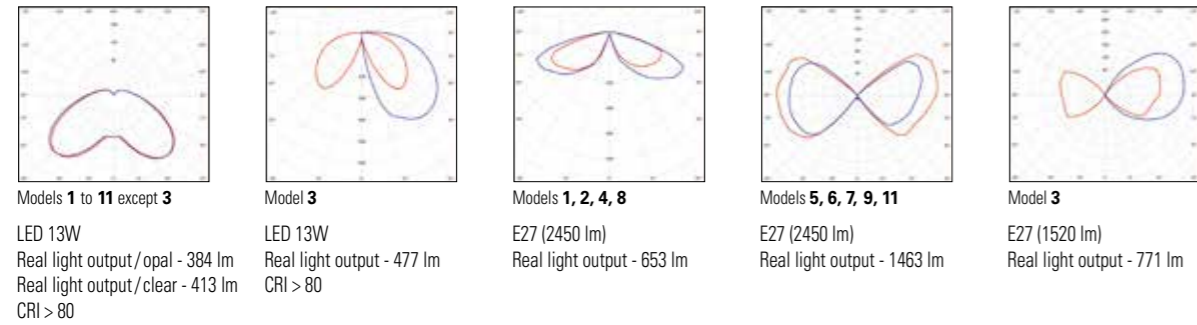 Models 1 to 11 except 3
LED 13W
Real light output/opal - 384 lm
Real light output/clear - 413 lm
CRI > 80
Model 3
LED 13W
Real light output - 477 lm
CRI > 80
Models 1, 2, 4, 8
E27 (2450 lm)
Real light output - 653 lm
Models 5, 6, 7, 9, 11
E27 (2450 lm)
Real light output - 1463 lm
Model 3
E27 (1520 lm)
Real light output - 771 lm